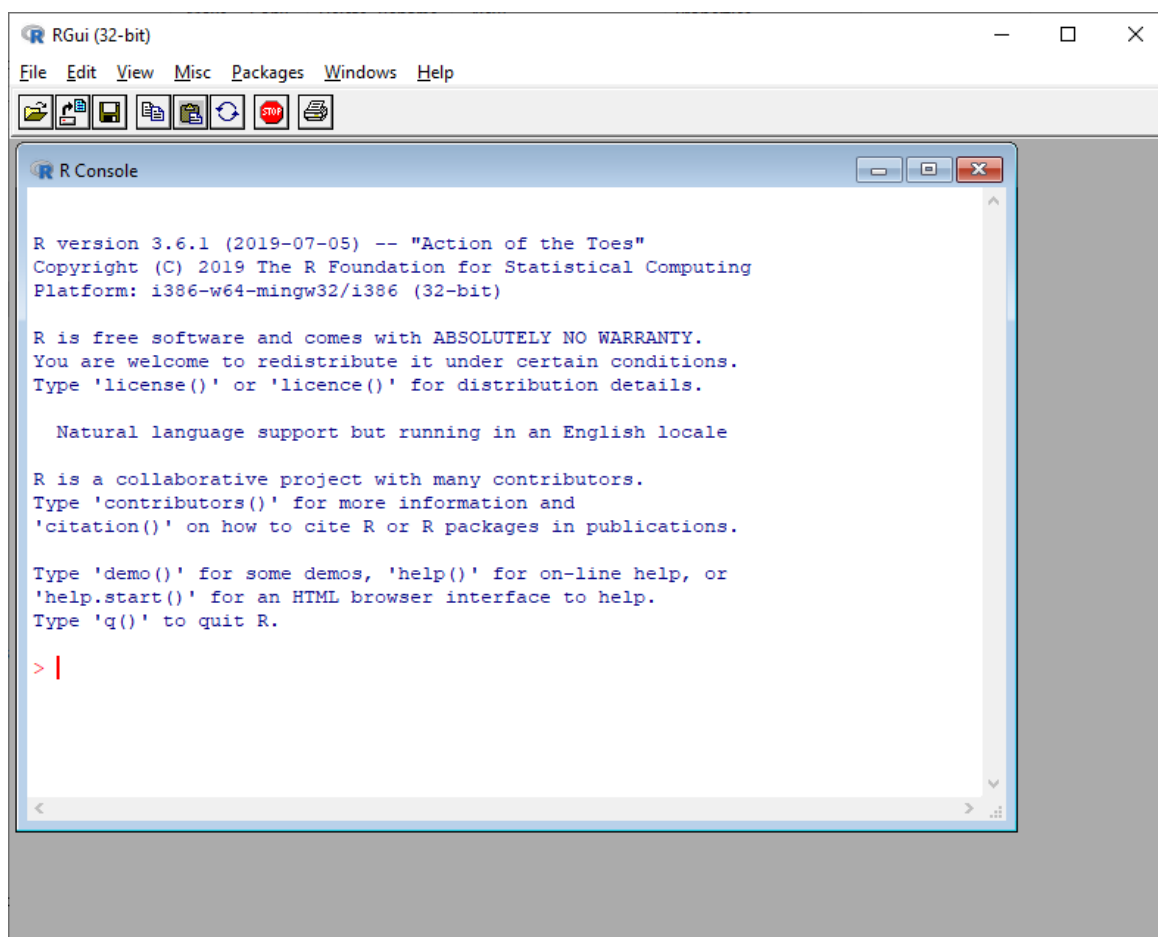 RGui (32-bit)
File Edit View Misc Packages Windows Help
STOP
R Console
R version 3.6.1 (2019-07-05) -- "Action of the Toes"
Copyright (C) 2019 The R Foundation for Statistical Computing
Platform: i386-w64-mingw32/i386 (32-bit)
R is free software and comes with ABSOLUTELY NO WARRANTY.
You are welcome to redistribute it under certain conditions.
Type 'license()' or 'licence()' for distribution details.
Natural language support but running in an English locale
R is a collaborative project with many contributors.
Type 'contributors()' for more information and
'citation()' on how to cite R or R packages in publications.
Type 'demo()' for some demos, 'help()' for on-line help, or
'help.start()' for an HTML browser interface to help.
Type 'q()' to quit R.
>